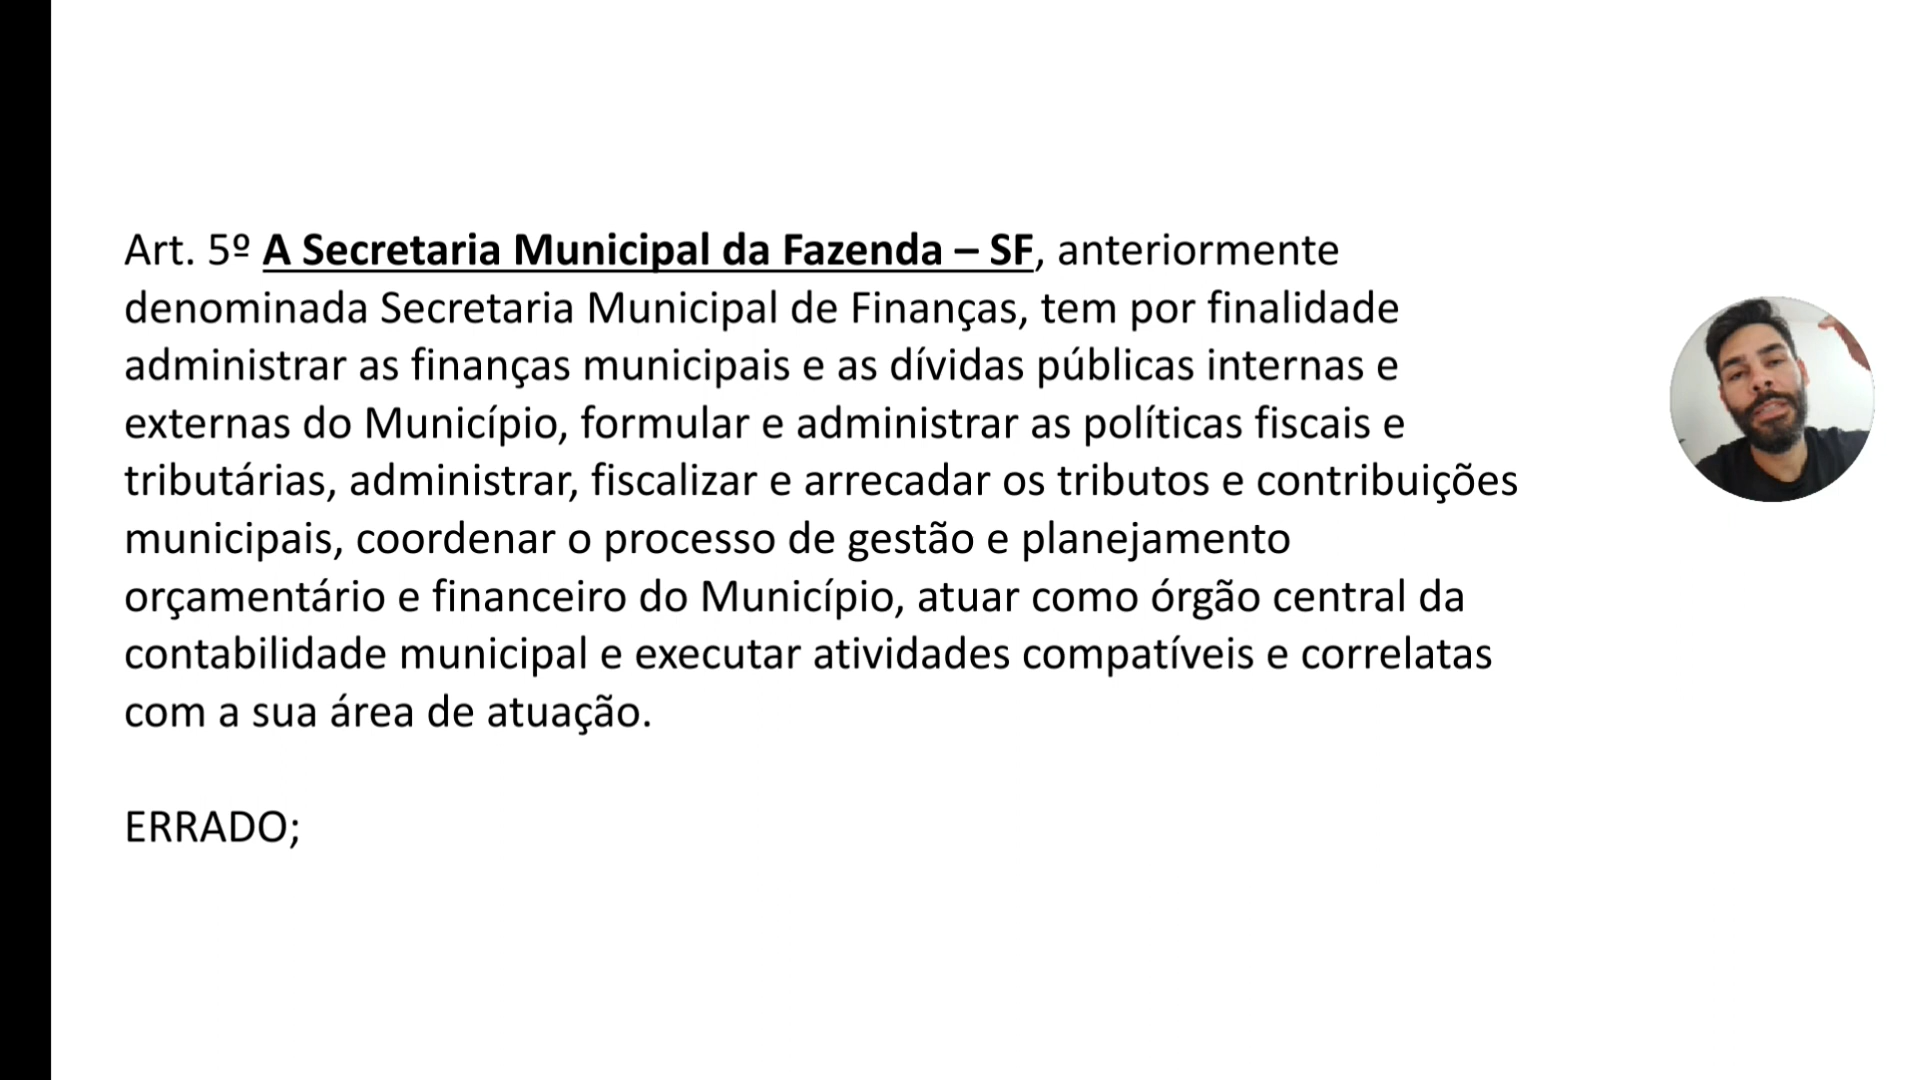 Art. 5º A Secretaria Municipal da Fazenda – SF, anteriormente
denominada Secretaria Municipal de Finanças, tem por finalidade
administrar as finanças municipais e as dívidas públicas internas e
externas do Município, formular e administrar as políticas fiscais e
tributárias, administrar, fiscalizar e arrecadar os tributos e contribuições
municipais, coordenar o processo de gestão e planejamento
orçamentário e financeiro do Município, atuar como órgão central da
contabilidade municipal e executar atividades compatíveis e correlatas
com a sua área de atuação.
ERRADO;